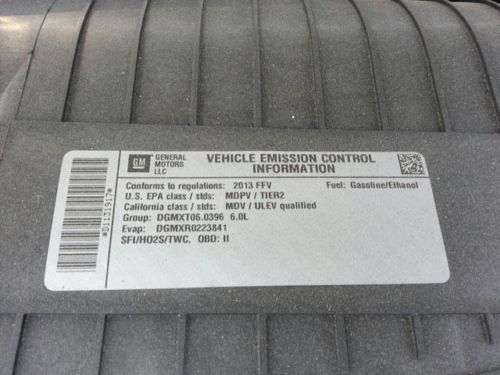 *D1131917*
GM GENERAL MOTORS LLC
VEHICLE EMISSION CONTROL
INFORMATION
Conforms to regulations: 2013 FFV Fuel: Gasoline/Ethanol
U.S. EPA class / stds: MDPV / TIER2
California class / stds: MDV / ULEV qualified
Group: DGMXT06.0396 6.0L
Evap: DGMXR0223841
SFI/HO2S/TWC, OBD: II